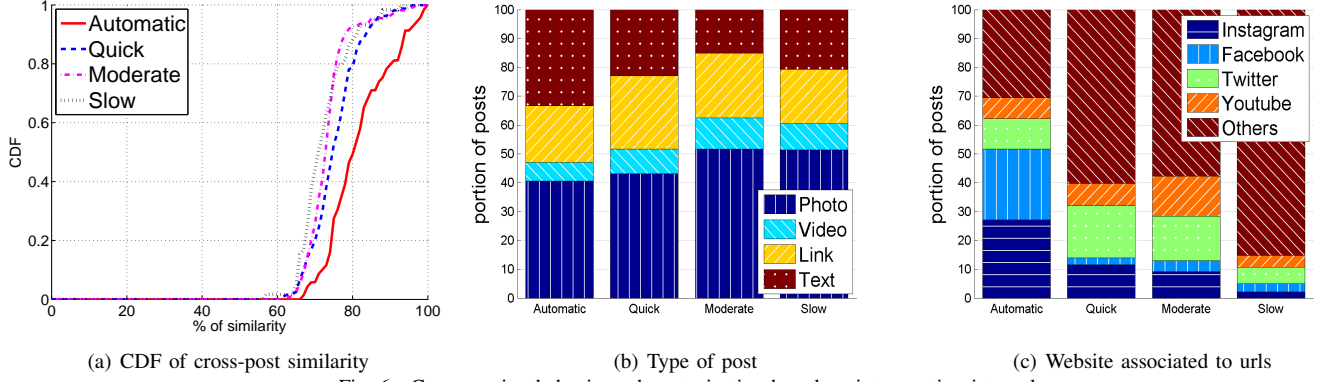 Automatic
Quick
Moderate
Slow
CDF
1
0.8
0.6
0.4
0.2
0
0 20 40 60 80 100
% of similarity
(a) CDF of cross-post similarity
portion of posts
100
90
80
70
60
50
40
30
20
10
0
Photo
Video
Link
Text
Automatic Quick Moderate Slow
(b) Type of post
portion of posts
100
90
80
70
60
50
40
30
20
10
0
Instagram
Facebook
Twitter
Youtube
Others
Automatic Quick Moderate Slow
(c) Website associated to urls